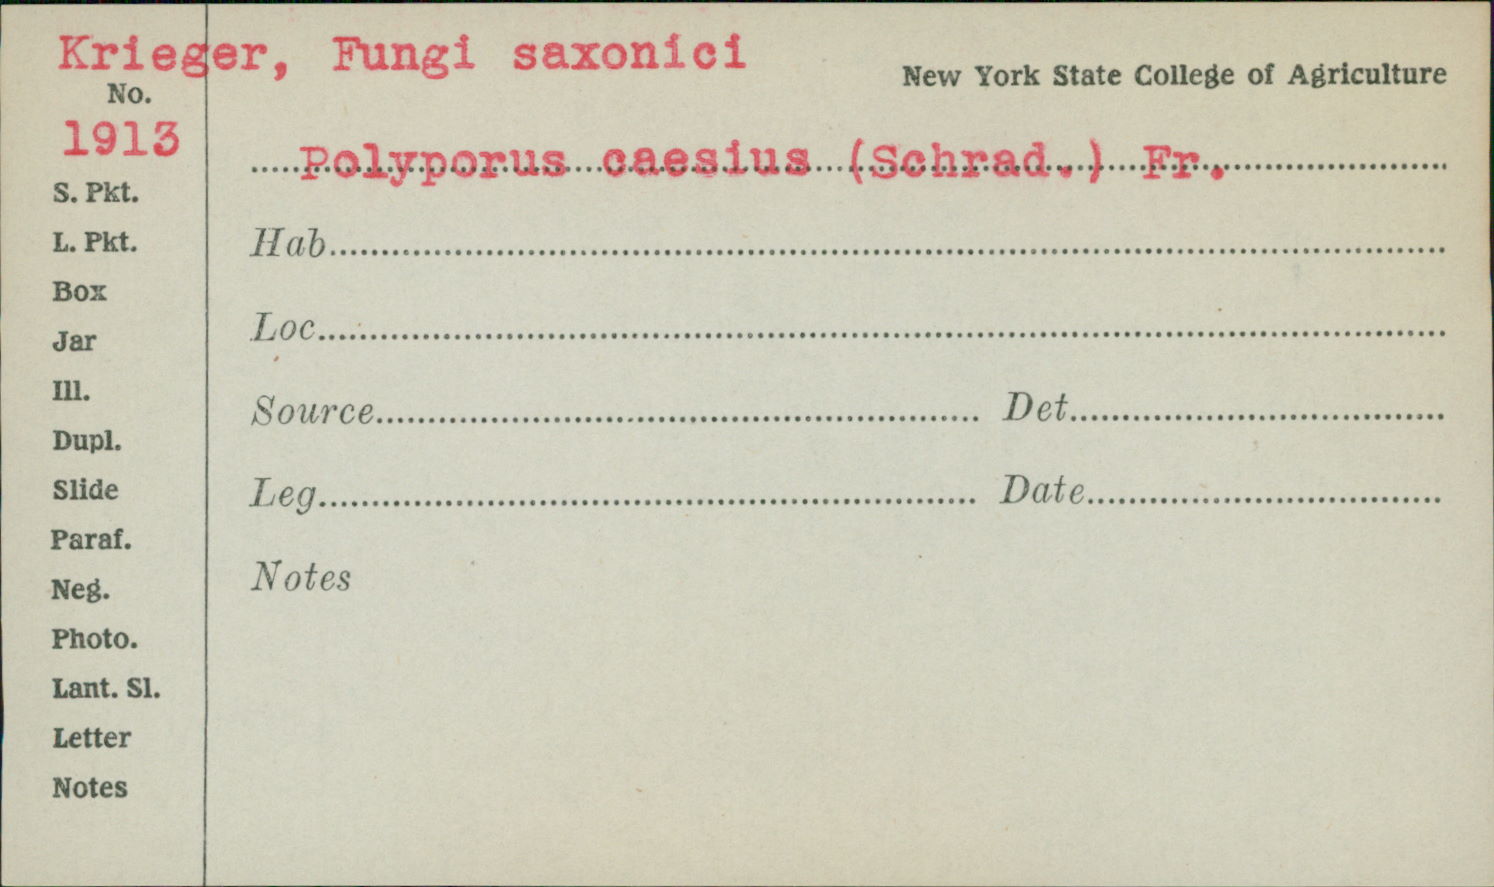 Krieger, Fungi saxonici
New York State College of Agriculture
No.
1913
Polyporus caesius (Schrad.) Fr.
S. Pkt.
L. Pkt.
Box
Jar
Ill.
Dupl.
Slide
Paraf.
Neg.
Photo.
Lant. Sl.
Letter
Notes
Hab
Loc
Source Det
Leg Date
Notes